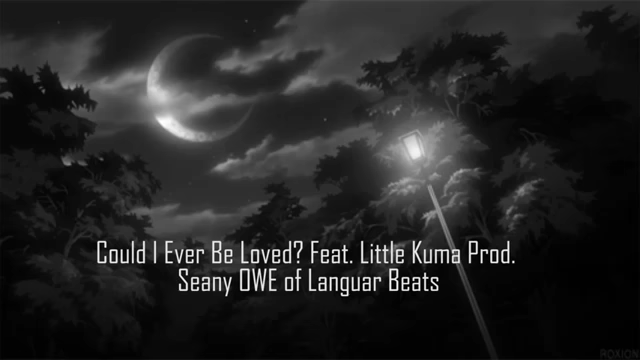 Could I Ever Be Loved? Feat. Little Kuma Prod.
Seany OWE of Languar Beats